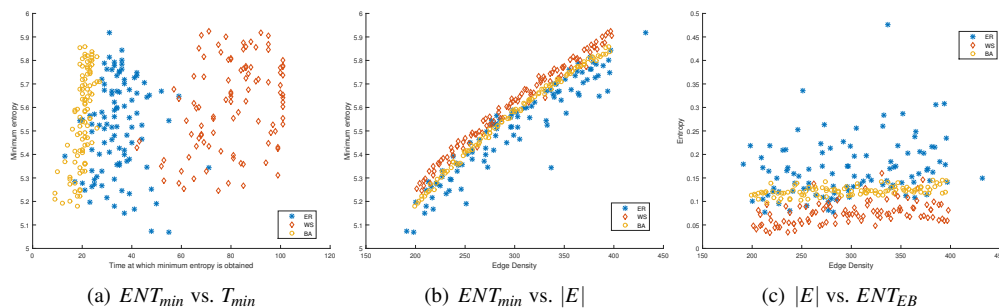 6
5.9
5.8
5.7
5.6
5.5
5.4
5.3
5.2
5.1
5
Minimum entropy
0 20 40 60 80 100 120
Time at which minimum entropy is obtained
ER
WS
BA
(a) ENT_min vs. T_min
6
5.9
5.8
5.7
5.6
5.5
5.4
5.3
5.2
5.1
5
Minimum entropy
150 200 250 300 350 400 450
Edge Density
ER
WS
BA
(b) ENT_min vs. |E|
0.5
0.45
0.4
0.35
0.3
0.25
0.2
0.15
0.1
0.05
0
Entropy
150 200 250 300 350 400 450
Edge Density
ER
WS
BA
(c) |E| vs. ENT_EB